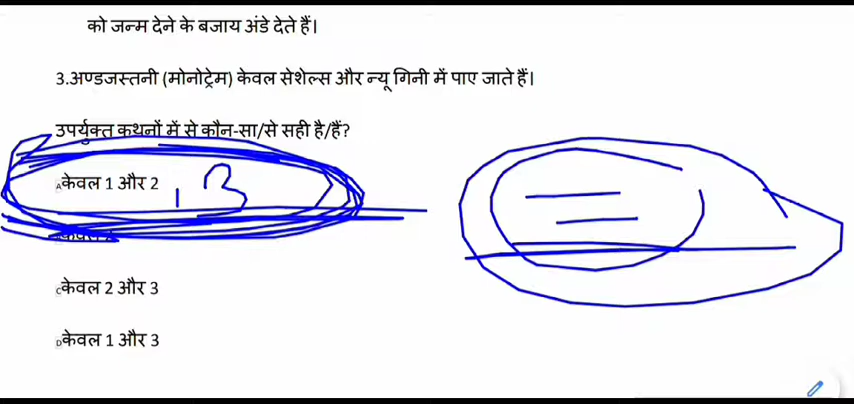 को जन्म देने के बजाय अंडे देते हैं।
3.अण्डजस्तनी (मोनोट्रेम) केवल सेशेल्स और न्यू गिनी में पाए जाते हैं।
उपर्युक्त कथनों में से कौन-सा/से सही है/हैं?
A केवल 1 और 2
, 3
C केवल 2 और 3
D केवल 1 और 3